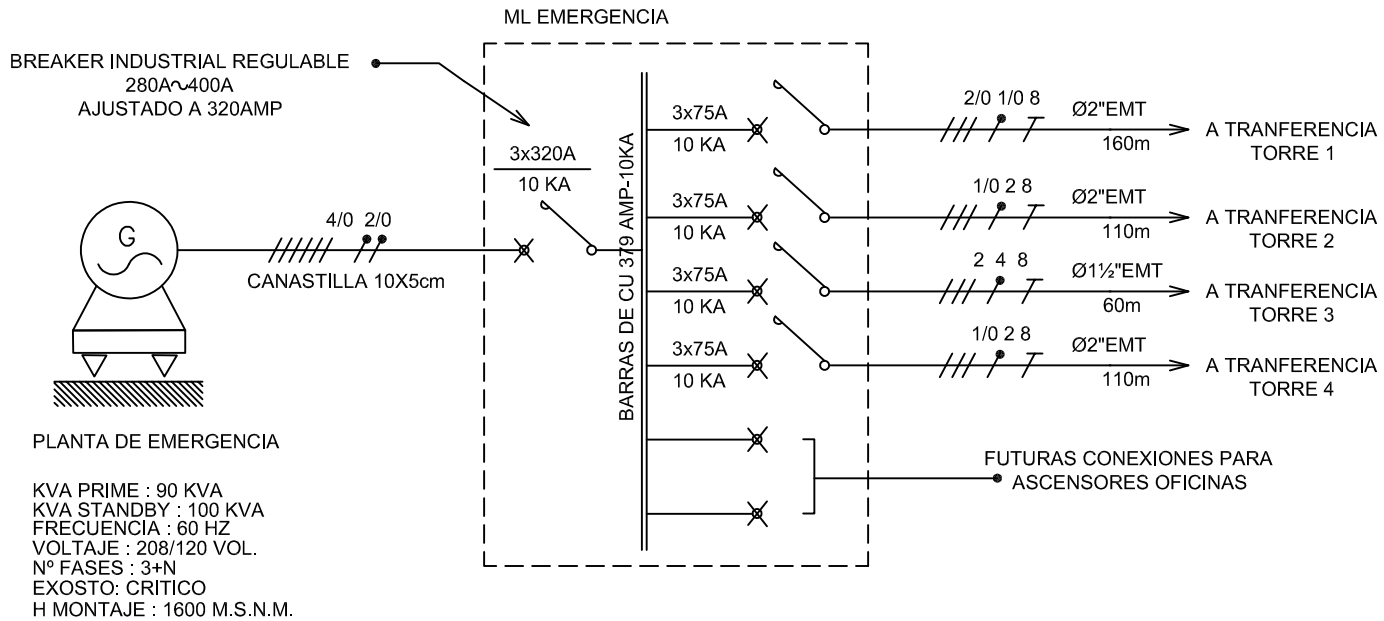 ML EMERGENCIA
BREAKER INDUSTRIAL REGULABLE
280A~400A
AJUSTADO A 320AMP
3x320A
10 KA
G
4/0 2/0
CANASTILLA 10X5cm
BARRAS DE CU 379 AMP-10KA
3x75A
10 KA
2/0 1/0 8
Ø2"EMT
160m
A TRANFERENCIA
TORRE 1
3x75A
10 KA
1/0 2 8
Ø2"EMT
110m
A TRANFERENCIA
TORRE 2
3x75A
10 KA
2 4 8
Ø1½"EMT
60m
A TRANFERENCIA
TORRE 3
3x75A
10 KA
1/0 2 8
Ø2"EMT
110m
A TRANFERENCIA
TORRE 4
FUTURAS CONEXIONES PARA
ASCENSORES OFICINAS
PLANTA DE EMERGENCIA
KVA PRIME : 90 KVA
KVA STANDBY : 100 KVA
FRECUENCIA : 60 HZ
VOLTAJE : 208/120 VOL.
Nº FASES : 3+N
EXOSTO: CRITICO
H MONTAJE : 1600 M.S.N.M.